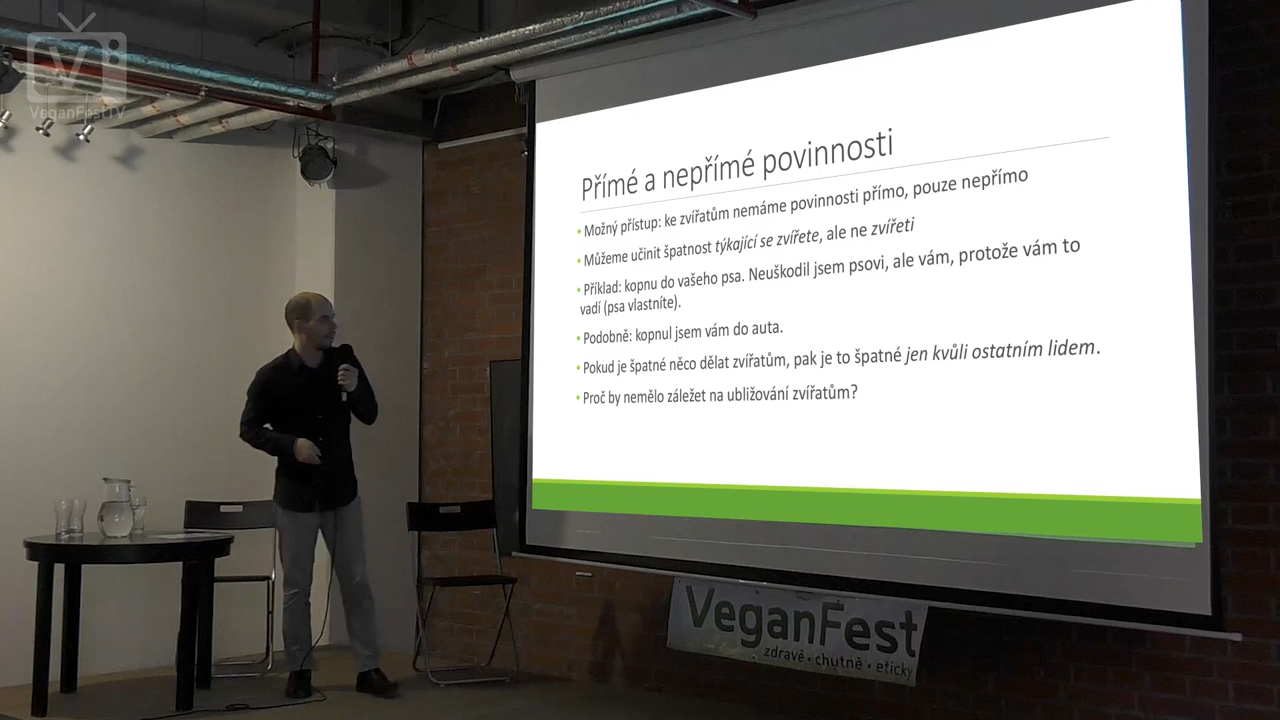 V
VeganFestTV
Přímé a nepřímé povinnosti
• Možný přístup: ke zvířatům nemáme povinnosti přímo, pouze nepřímo
• Můžeme učinit špatnost týkající se zvířete, ale ne zvířeti
• Příklad: kopnu do vašeho psa. Neuškodil jsem psovi, ale vám, protože vám to
vadí (psa vlastníte).
• Podobně: kopnul jsem vám do auta.
• Pokud je špatné něco dělat zvířatům, pak je to špatné jen kvůli ostatním lidem.
• Proč by nemělo záležet na ubližování zvířatům?
VeganFest
zdravě • chutně • eticky